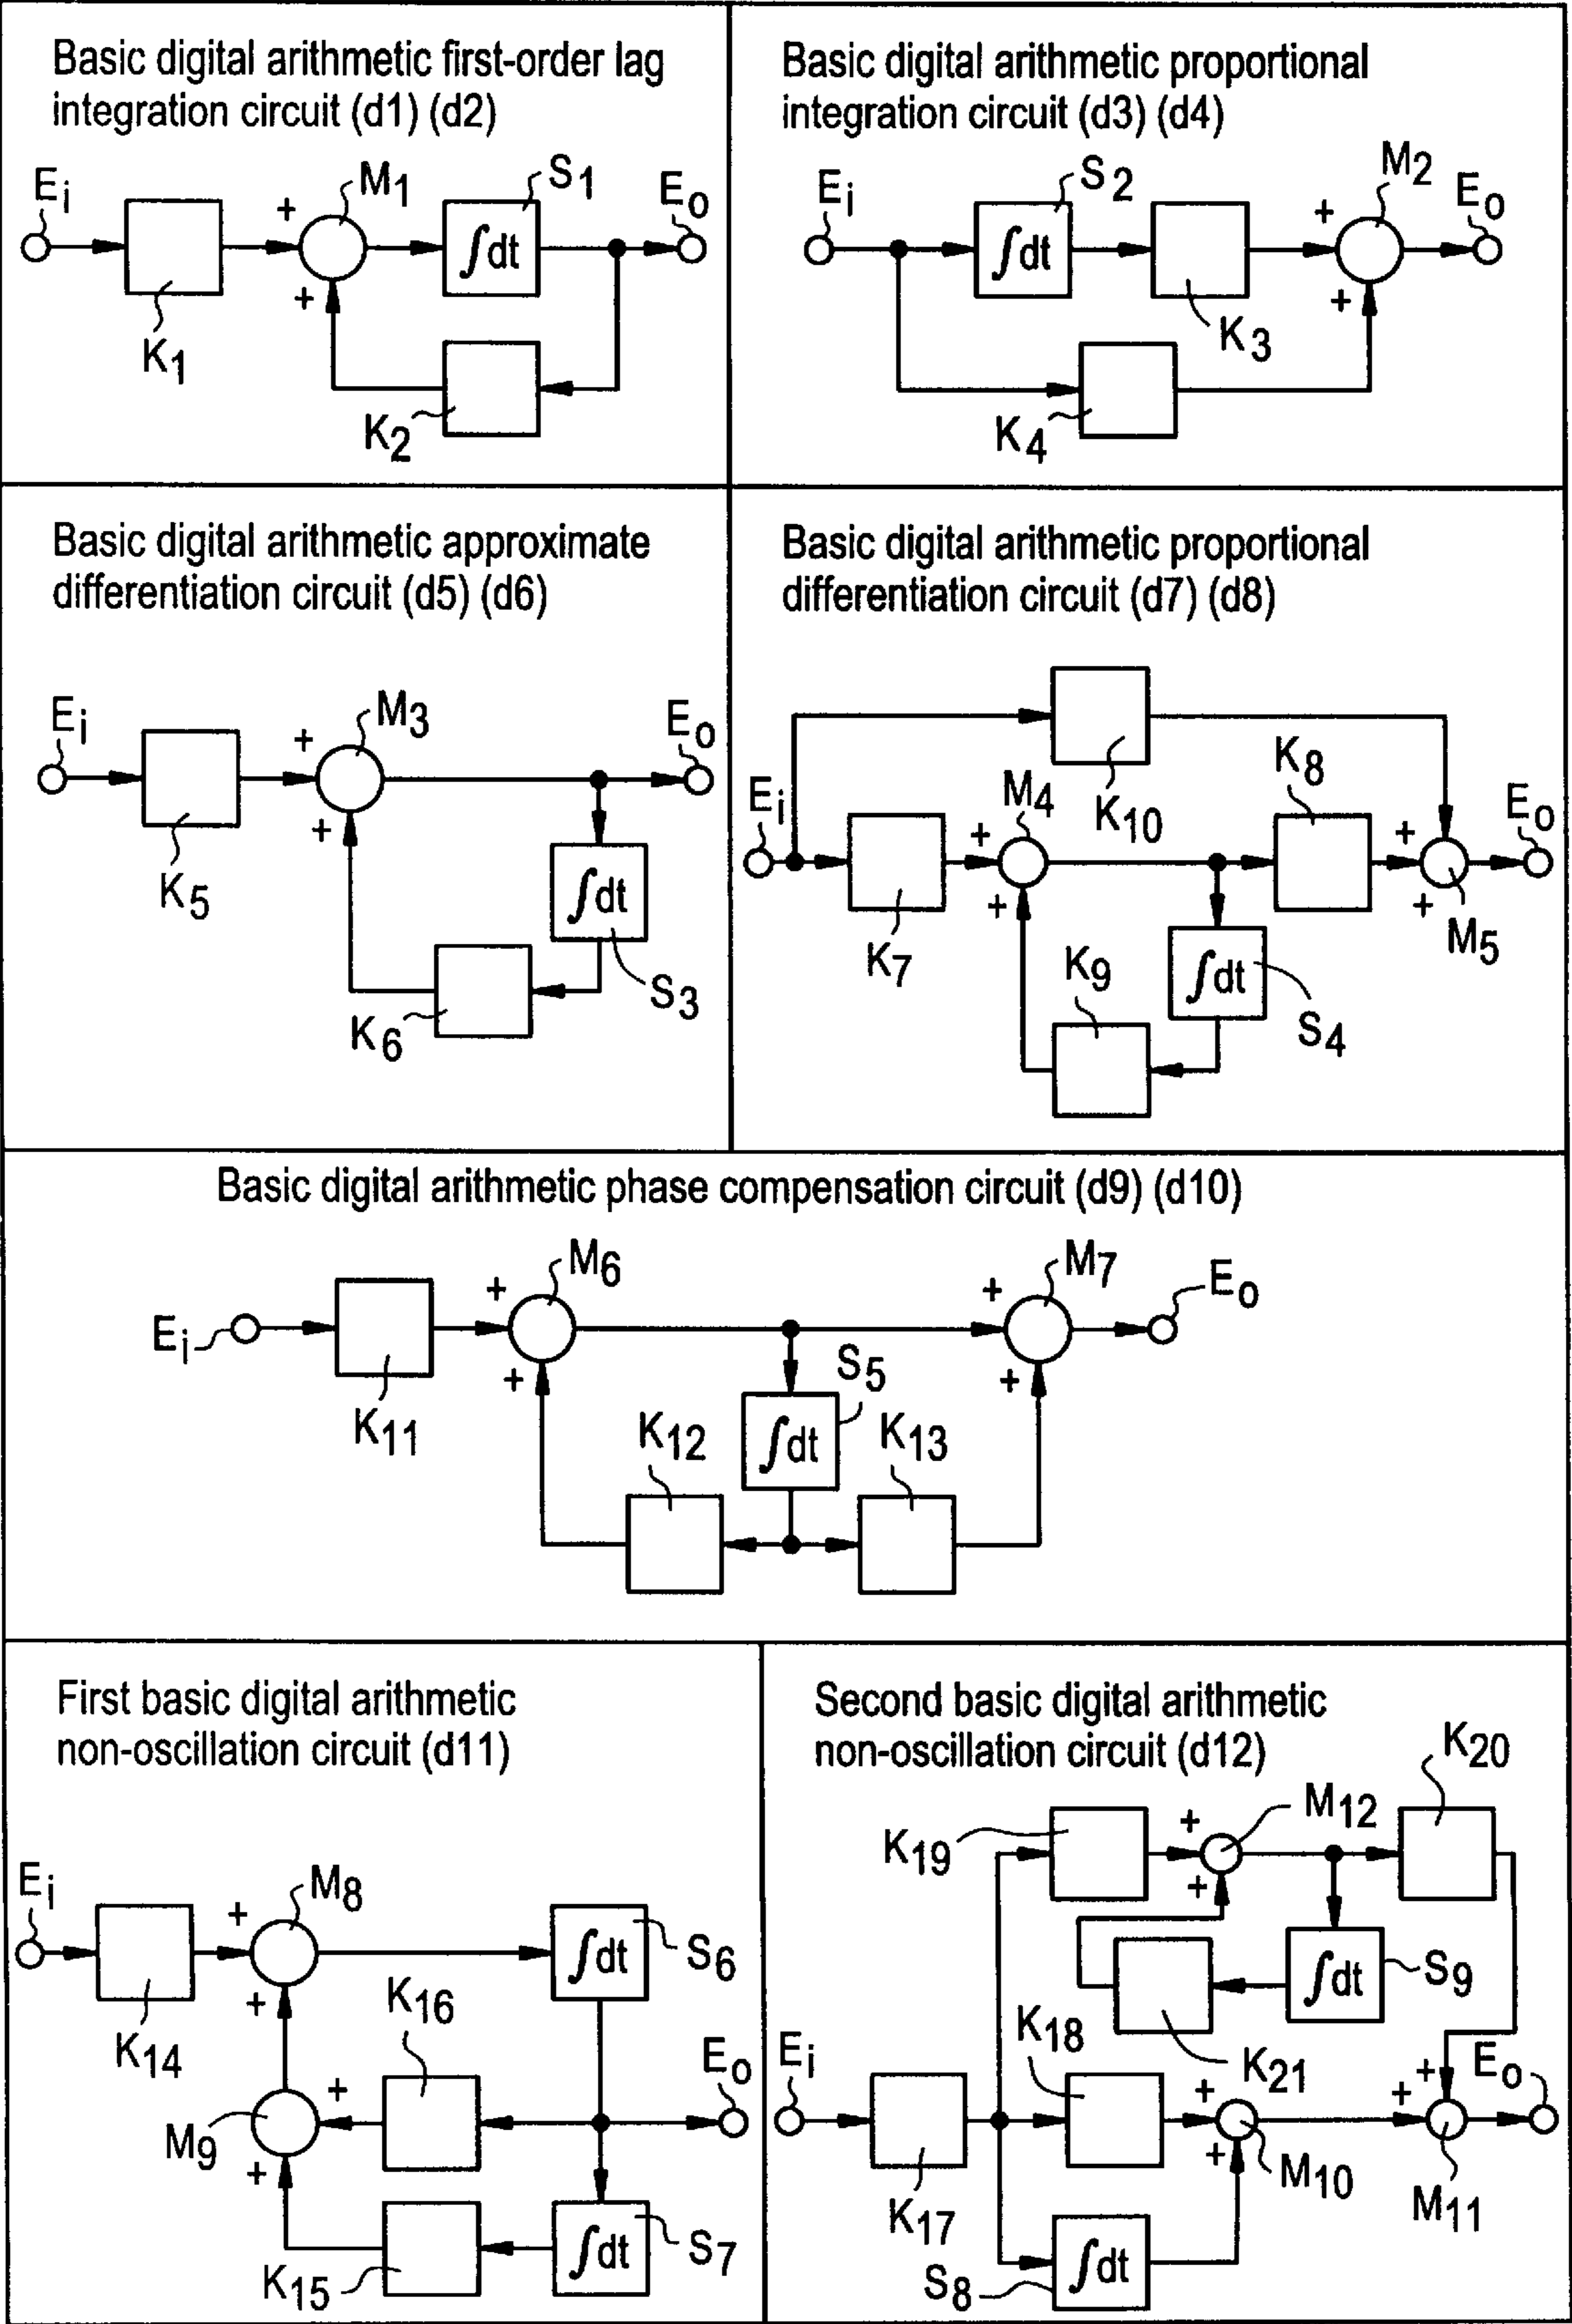 Basic digital arithmetic first-order lag
integration circuit (d1) (d2)
Ei
+
M1
S1
Eo
∫dt
+
K1
K2
Basic digital arithmetic proportional
integration circuit (d3) (d4)
Ei
S2
M2
Eo
+
∫dt
+
K3
K4
Basic digital arithmetic approximate
differentiation circuit (d5) (d6)
Ei
M3
Eo
+
+
K5
∫dt
S3
K6
Basic digital arithmetic proportional
differentiation circuit (d7) (d8)
K10
K8
Ei
M4
Eo
+
+
+
+
M5
K7
K9
∫dt
S4
Basic digital arithmetic phase compensation circuit (d9) (d10)
M6
M7
Eo
+
+
Ei
+
S5
+
K11
K12
∫dt
K13
First basic digital arithmetic
non-oscillation circuit (d11)
Ei
M8
+
∫dt
S6
+
K16
K14
Eo
+
M9
+
K15
∫dt
S7
Second basic digital arithmetic
non-oscillation circuit (d12)
K20
M12
+
K19
+
∫dt
S9
K18
K21
Ei
+
Eo
+
+
+
M10
M11
K17
S8
∫dt